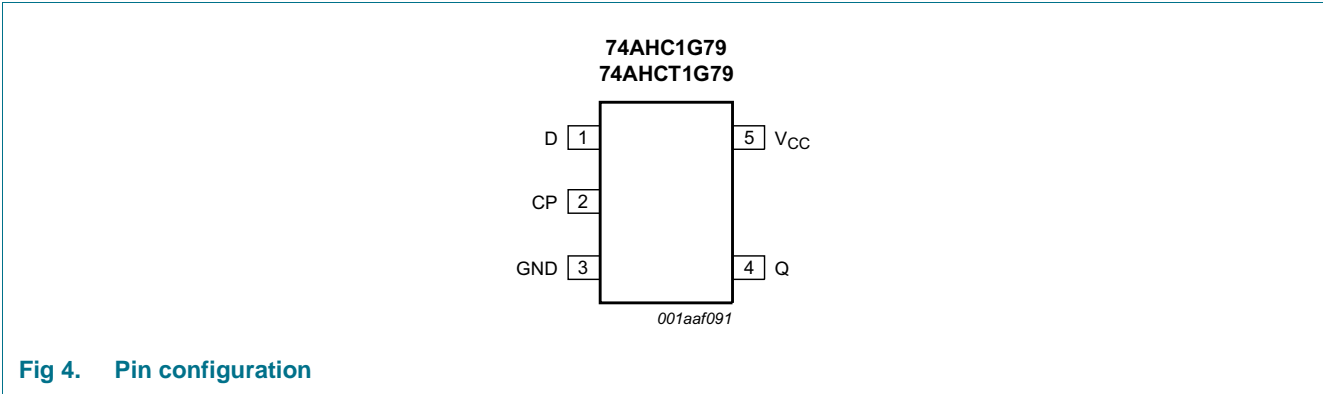 74AHC1G79
74AHCT1G79
D 1
5 VCC
CP 2
GND 3
4 Q
001aaf091
Fig 4. Pin configuration